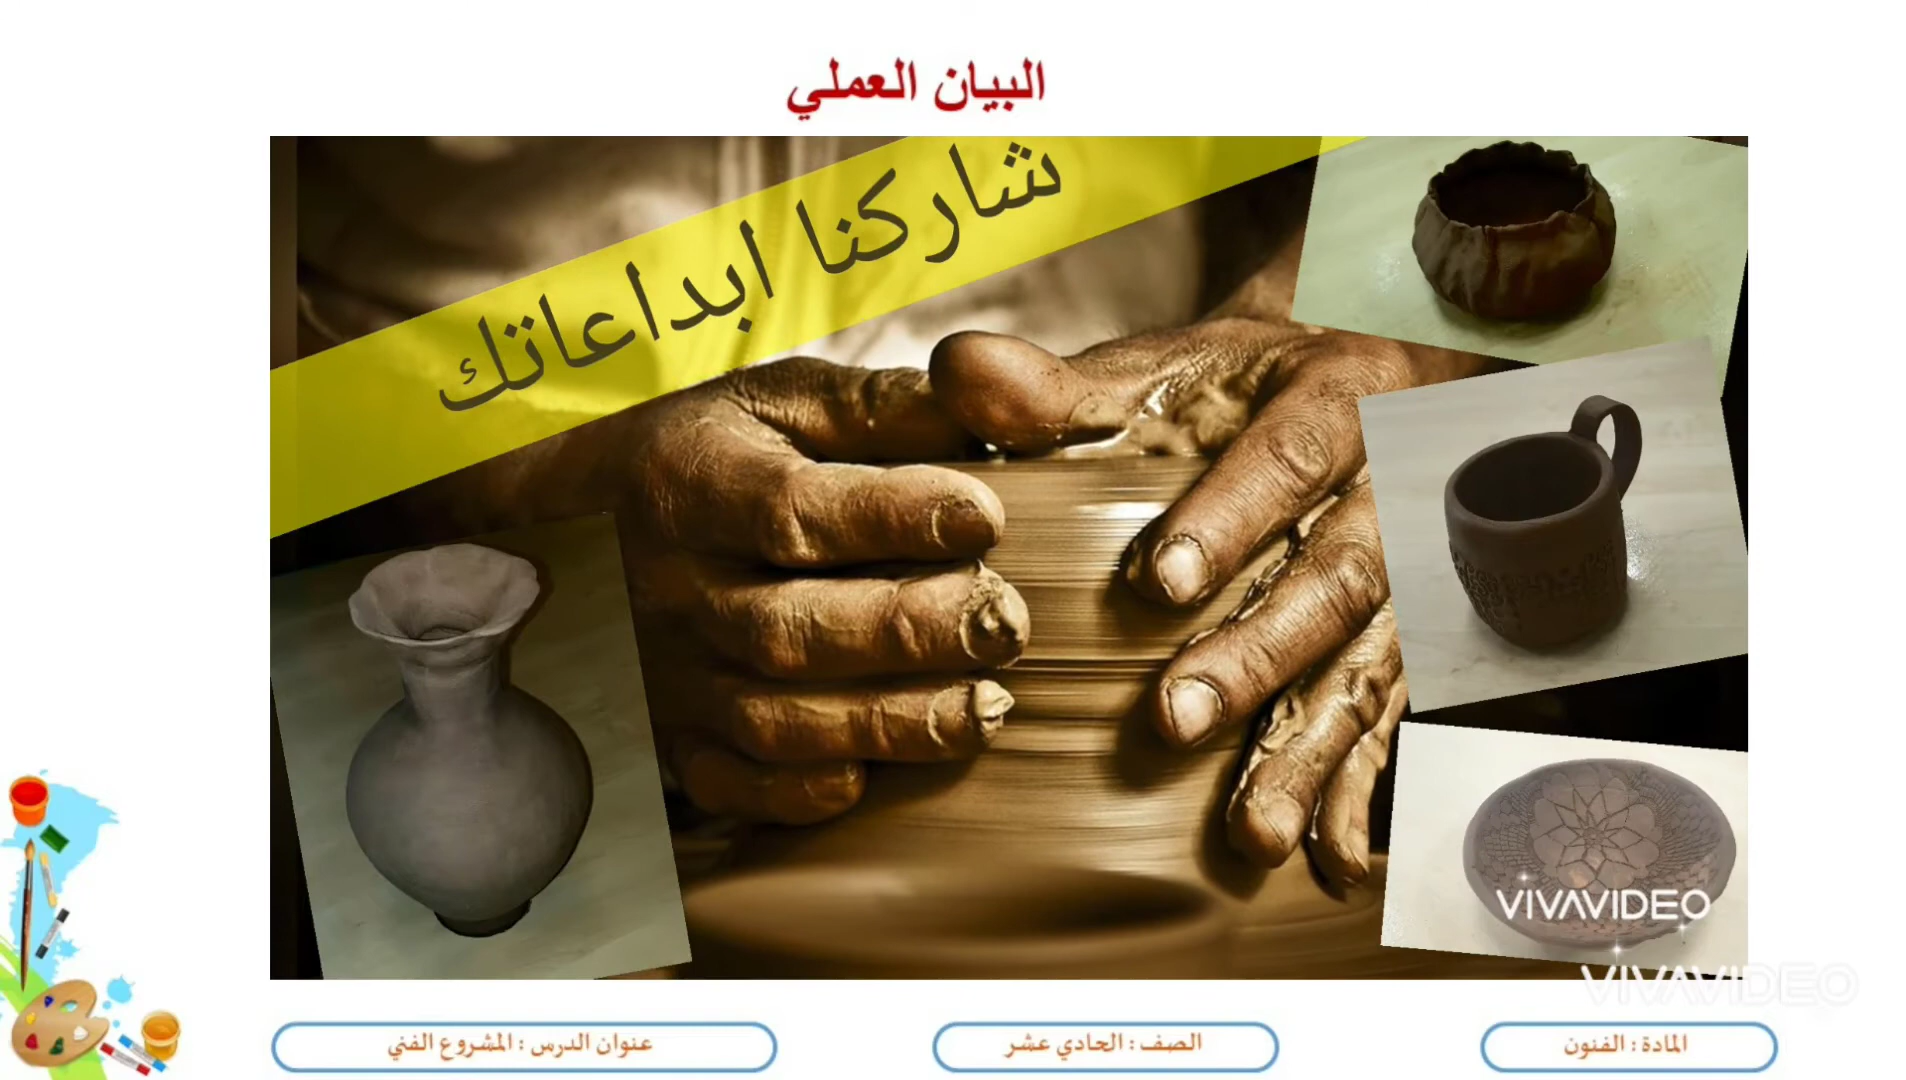 البيان العملي
شاركنا ابداعاتك
VIVAVIDEO
VIVAVIDEO
المادة : الفنون
الصف : الحادي عشر
عنوان الدرس : المشروع الفني